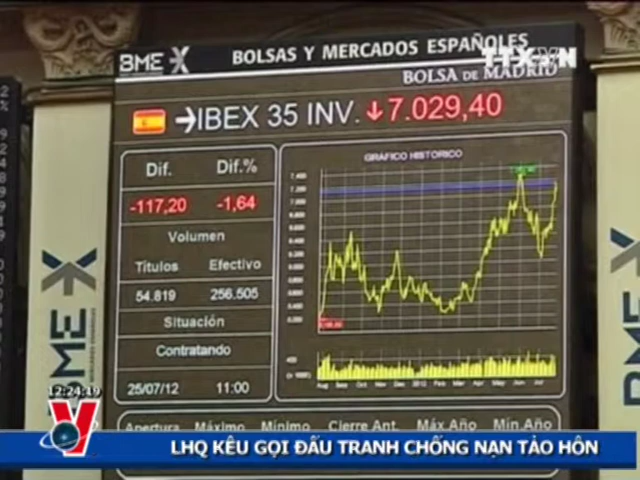 BME X BOLSAS Y MERCADOS ESPAÑOLES
TTXVN
BOLSA DE MADRID
IBEX 35 INV. 7.029,40
Dif. Dif.%
-117,20 -1,64
Volumen
Títulos Efectivo
54.819 256.505
Situación
Contratando
25/07/12 11:00
GRÁFICO HISTORICO
Apertura Máximo Mínimo Cierre Ant. Máx.Año Mín.Año
BME X
12:24:19
LHQ KÊU GỌI ĐẤU TRANH CHỐNG NẠN TẢO HÔN